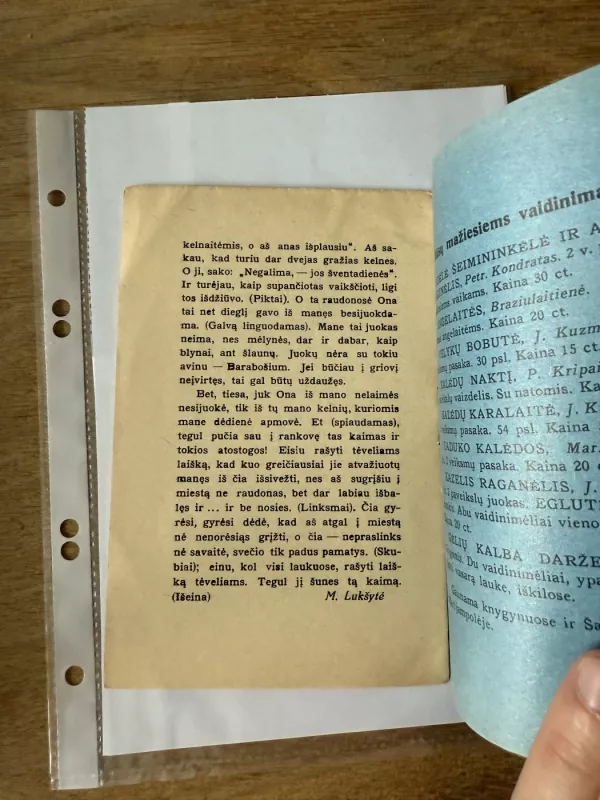 kelnaitėmis, o aš anas išplausiu“. Aš sa-
kau, kad turiu dar dvejas gražias kelnes.
O ji, sako: „Negalima, — jos šventadienės“.
Ir turėjau, kaip supančiotas vaikščioti, ligi
tos išdžiūvo. (Piktai). O ta raudonosė Ona
tai net dieglį gavo iš manęs besijuokda-
ma. (Galvą linguodamas). Mane tai juokas
neima, nes mėlynės, dar ir dabar, kaip
blynai, ant šlaunų. Juokų nėra su tokiu
avinu — Barabošium. Jei būčiau į griovį
neįvirtęs, tai gal būtų uždaužęs.
Bet, tiesa, juk Ona iš mano nelaimės
nesijuokė, tik iš tų mano kelnių, kuriomis
mane dėdienė apmovė. Et (spiaudamas),
tegul pučia sau į rankovę tas kaimas ir
tokios atostogos! Eisiu rašyti tėveliams
laišką, kad kuo greičiausiai jie atvažiuotų
manęs iš čia išsivežti, nes aš sugrįšiu į
miestą ne raudonas, bet dar labiau išba-
lęs ir ... ir be nosies. (Linksmai). Čia gy-
rėsi, gyrėsi dėdė, kad aš atgal į miestą
nė nenorėsiąs grįžti, o čia — nepraslinks
nė savaitė, svečio tik padus pamatys. (Sku-
biai); einu, kol visi laukuose, rašyti laiš-
ką tėveliams. Tegul jį šunes tą kaimą.
(Išeina) M. Lukšytė
mažiesiems vaidinima
ŠEIMININKĖLĖ IR A
Petr. Kondratas. 2 v.
vaikams. Kaina 30 ct.
Braziulaitienė.
angelaitėms. Kaina 20 ct.
BOBUTĖ, J. Kuzm
pasaka. 30 psl. Kaina 15 ct.
NAKTĮ, P. Kripai
vaizdelis. Su natomis. Kaina
KARALAITĖ, J. K
pasaka. 54 psl. Kaina
KALĖDOS, Mar.
2 veikamų pasaka. Kaina 20
RAGANĖLIS, J.
2 paveikslų juokas. EGLUT
Abu vaidinimėliai vieno
20 ct.
KALBA DARŽE
Du vaidinimėliai, ypa
vasarą lauke, iškilose.
Gaunama knygynuose ir Ša